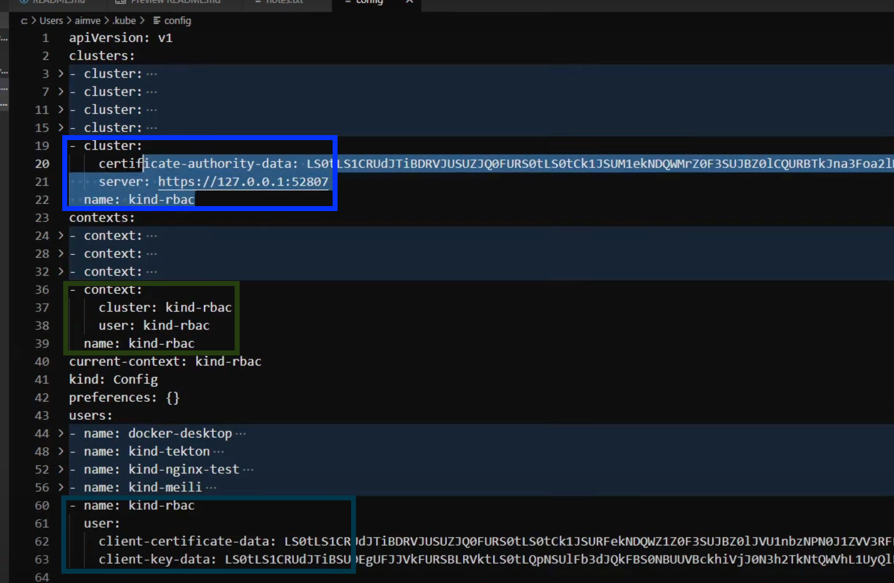 Preview README.md
notes.txt
config
C: > Users > aimve > .kube > config
1 apiVersion: v1
2 clusters:
3 - cluster: ...
7 - cluster: ...
11 - cluster: ...
15 - cluster: ...
19 - cluster:
20 certificate-authority-data:
21 server: https://127.0.0.1:52807
22 name: kind-rbac
23 contexts:
24 - context: ...
28 - context: ...
32 - context: ...
36 - context:
37 cluster: kind-rbac
38 user: kind-rbac
39 name: kind-rbac
40 current-context: kind-rbac
41 kind: Config
42 preferences: {}
43 users:
44 - name: docker-desktop ...
48 - name: kind-tekton ...
52 - name: kind-nginx-test ...
56 - name: kind-meili ...
60 - name: kind-rbac
61 user:
62 client-certificate-data:
63 client-key-data:
64